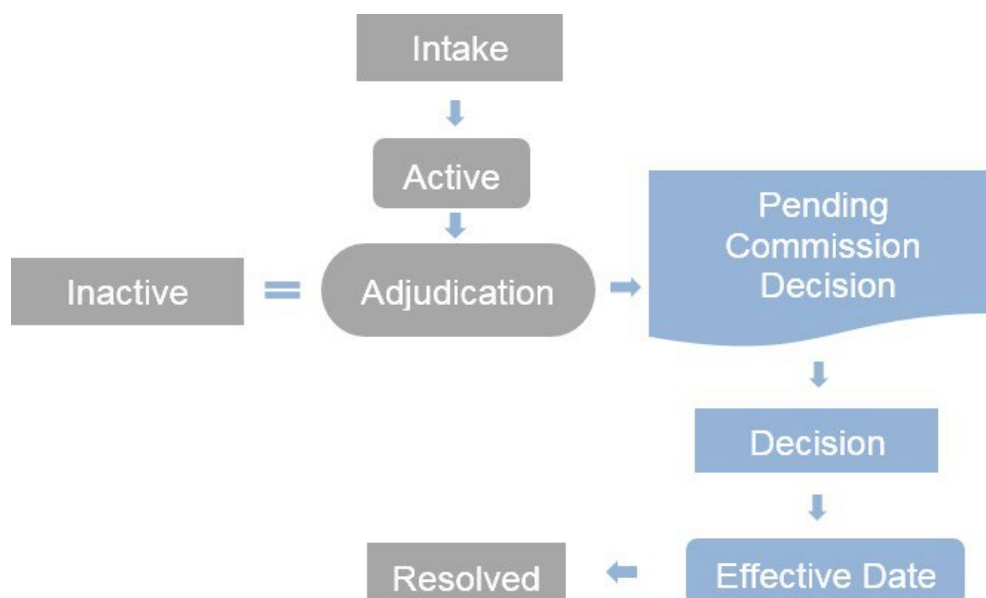 Intake
Active
Inactive
Adjudication
Pending
Commission
Decision
Decision
Effective Date
Resolved